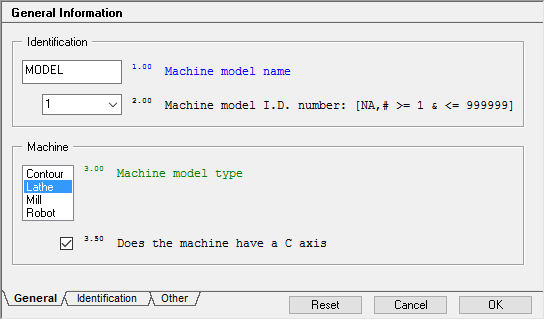 General Information
Identification
MODEL 1.00 Machine model name
1 2.00 Machine model I.D. number: [NA,# >= 1 & <= 999999]
Machine
Contour 3.00 Machine model type
Lathe
Mill
Robot
3.50 Does the machine have a C axis
General Identification Other Reset Cancel OK